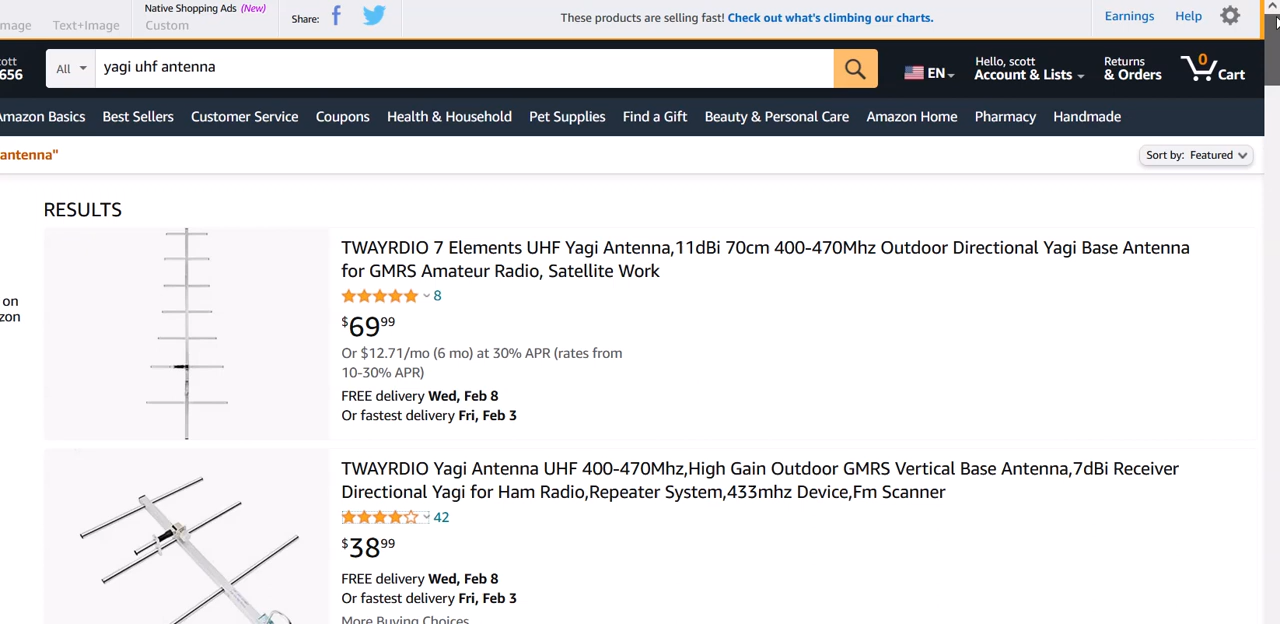 Native Shopping Ads (New)
mage Text+Image Custom
Share:
These products are selling fast! Check out what's climbing our charts.
Earnings Help
ott
656
All yagi uhf antenna
EN
Hello, scott
Account & Lists
Returns
& Orders
0
Cart
Amazon Basics Best Sellers Customer Service Coupons Health & Household Pet Supplies Find a Gift Beauty & Personal Care Amazon Home Pharmacy Handmade
antenna"
Sort by: Featured
RESULTS
on
zon
TWAYRDIO 7 Elements UHF Yagi Antenna,11dBi 70cm 400-470Mhz Outdoor Directional Yagi Base Antenna
for GMRS Amateur Radio, Satellite Work
8
$69 99
Or $12.71/mo (6 mo) at 30% APR (rates from
10-30% APR)
FREE delivery Wed, Feb 8
Or fastest delivery Fri, Feb 3
TWAYRDIO Yagi Antenna UHF 400-470Mhz,High Gain Outdoor GMRS Vertical Base Antenna,7dBi Receiver
Directional Yagi for Ham Radio,Repeater System,433mhz Device,Fm Scanner
42
$38 99
FREE delivery Wed, Feb 8
Or fastest delivery Fri, Feb 3
More Buying Choices